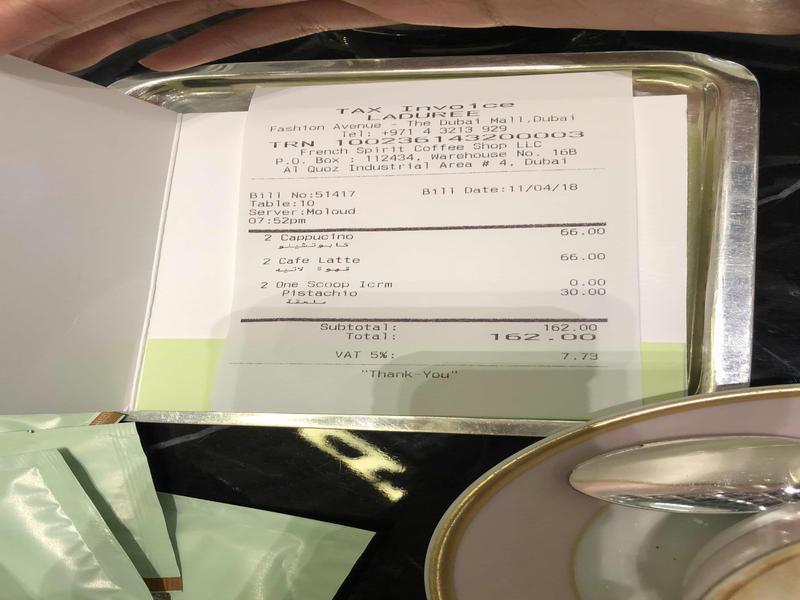 TAX Invoice
LADUREE
Fashion Avenue - The Dubai Mall,Dubai
Tel: +971 4 3213 929
TRN 100236143200003
French Spirit Coffee Shop LLC
P.O. Box : 112434, Warehouse No. 16B
Al Quoz Industrial Area # 4, Dubai
Bill No:51417 Bill Date:11/04/18
Table:10
Server:Moloud
07:52pm
2 Cappucino 66.00
كابوتشينو
2 Cafe Latte 66.00
قهوة لاتيه
2 One Scoop Icrm 0.00
Pistachio 30.00
ملعقة
Subtotal: 162.00
Total: 162.00
VAT 5%: 7.73
"Thank-You"